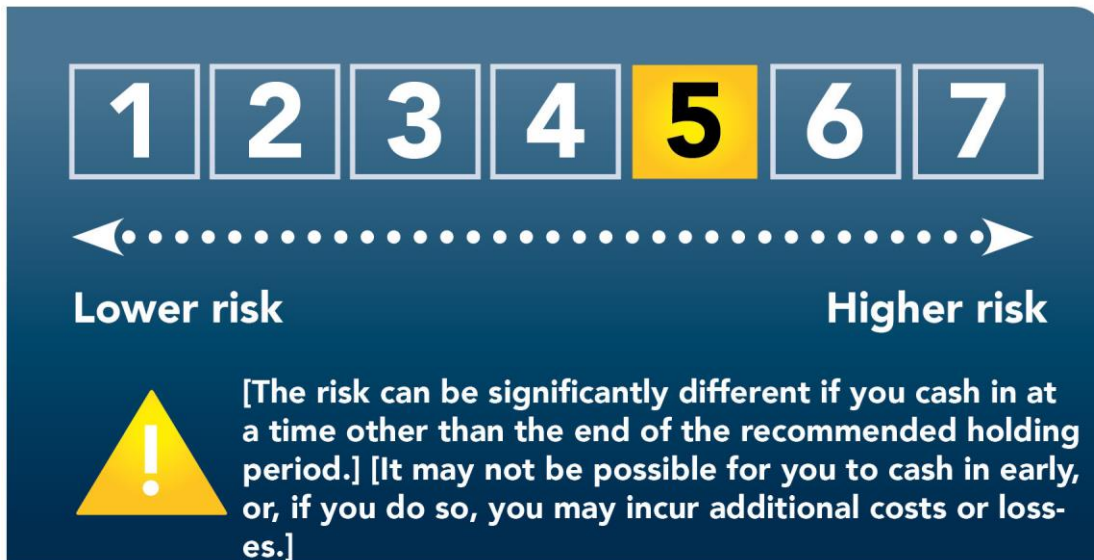 1 2 3 4 5 6 7
Lower risk Higher risk
!
[The risk can be significantly different if you cash in at
a time other than the end of the recommended holding
period.] [It may not be possible for you to cash in early,
or, if you do so, you may incur additional costs or loss-
es.]